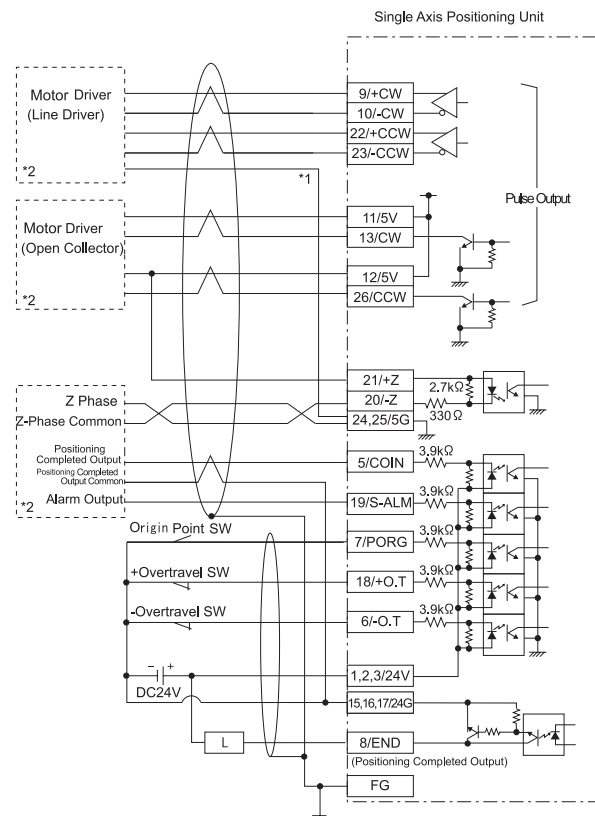 Single Axis Positioning Unit
Motor Driver
(Line Driver)
*2
*1
9/+CW
10/-CW
22/+CCW
23/-CCW
Pulse Output
Motor Driver
(Open Collector)
*2
11/5V
13/CW
12/5V
26/CCW
21/+Z
20/-Z
24,25/5G
2.7kΩ
330Ω
Z Phase
Z-Phase Common
Positioning
Completed Output
Positioning Completed
Output Common
Alarm Output
*2
5/COIN
3.9kΩ
19/S-ALM
3.9kΩ
Origin Point SW
7/PORG
3.9kΩ
+Overtravel SW
18/+O.T
3.9kΩ
-Overtravel SW
6/-O.T
3.9kΩ
- +
DC24V
1,2,3/24V
15,16,17/24G
L
8/END
(Positioning Completed Output)
FG